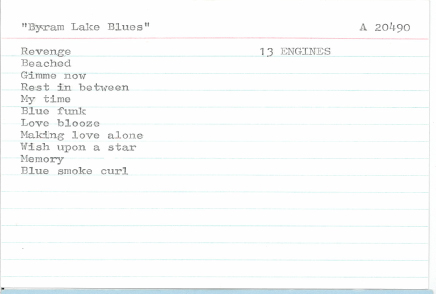 "Byram Lake Blues" A 20490
Revenge 13 ENGINES
Beached
Gimme now
Rest in between
My time
Blue funk
Love blooze
Making love alone
Wish upon a star
Memory
Blue smoke curl